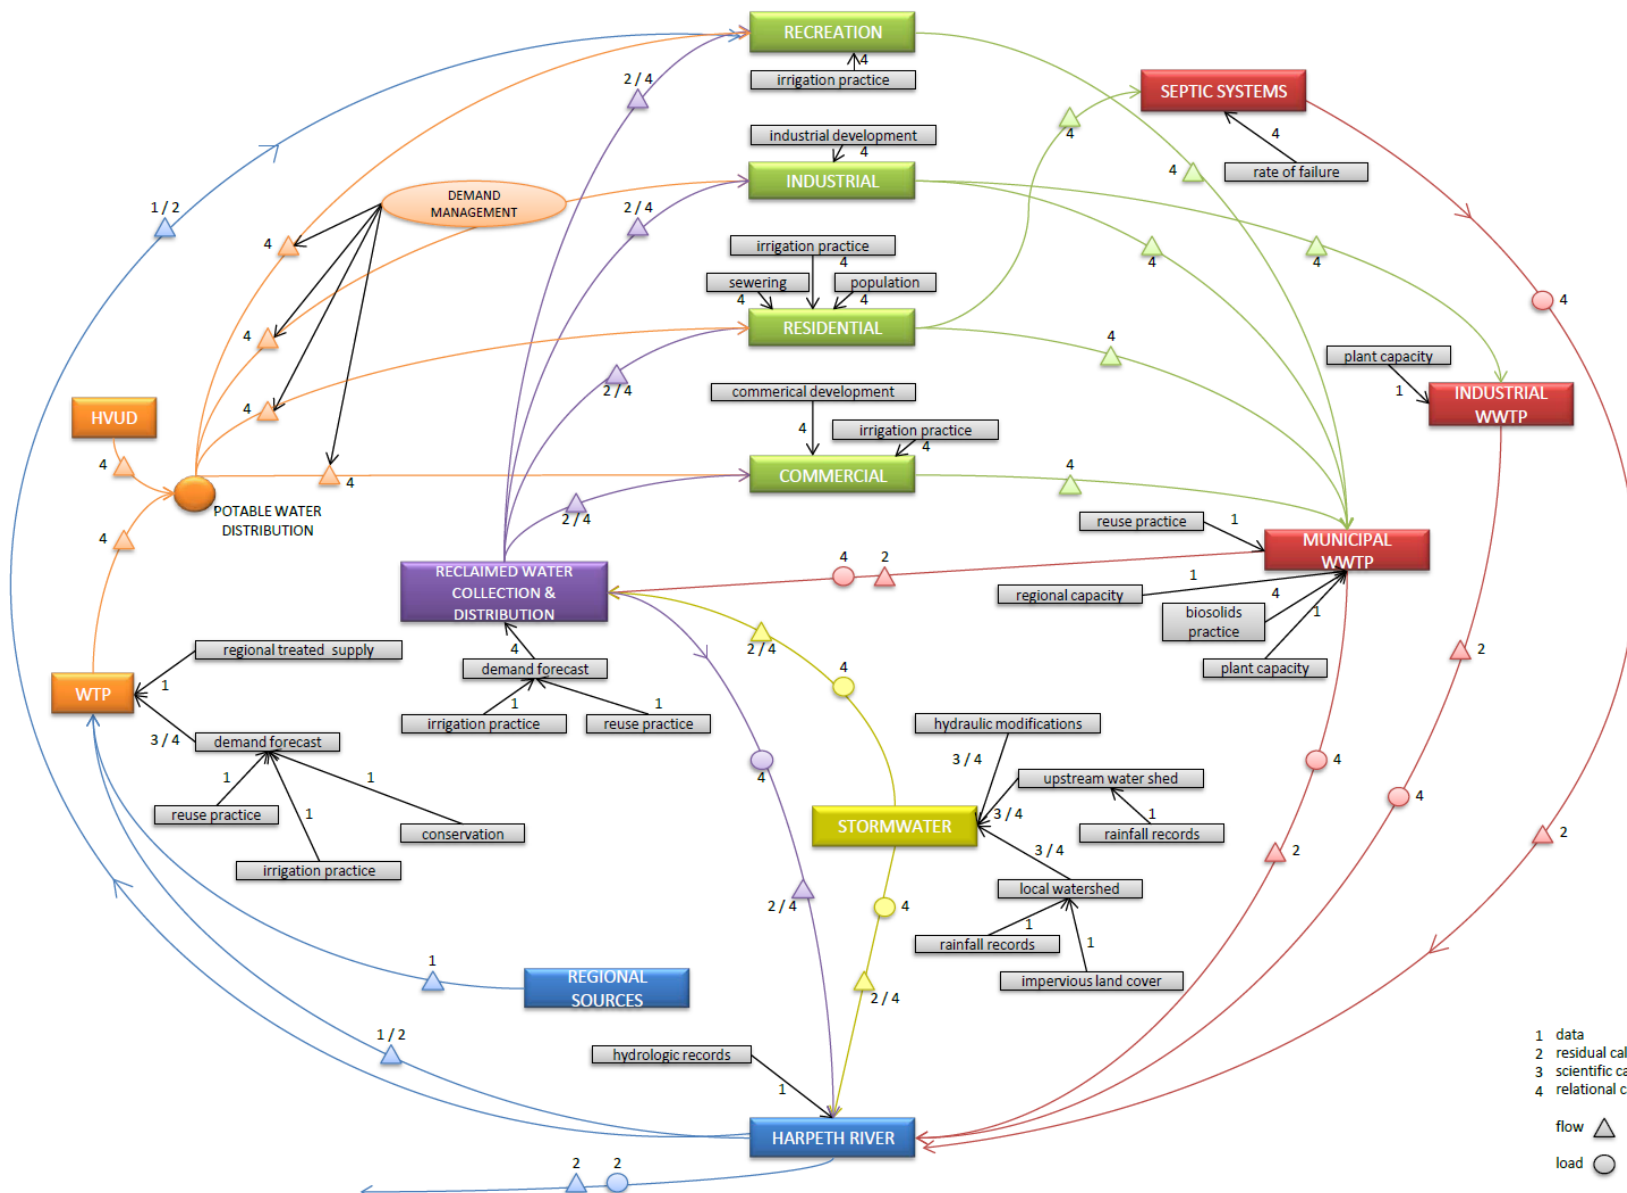 RECREATION
4
irrigation practice
2 / 4
SEPTIC SYSTEMS
4
4
rate of failure
industrial development
4
INDUSTRIAL
4
DEMAND
MANAGEMENT
1 / 2
2 / 4
4
4
4
irrigation practice
4
sewering
population
4
4
RESIDENTIAL
4
4
4
2 / 4
plant capacity
1
INDUSTRIAL
WWTP
commerical development
4
irrigation practice
4
COMMERCIAL
4
HVUD
4
4
4
POTABLE WATER
DISTRIBUTION
2 / 4
4
reuse practice
1
MUNICIPAL
WWTP
4
2
RECLAIMED WATER
COLLECTION &
DISTRIBUTION
1
regional capacity
4
biosolids
practice
1
plant capacity
2 / 4
4
4
demand forecast
1
1
irrigation practice
reuse practice
regional treated  supply
1
WTP
3 / 4
demand forecast
1
1
1
reuse practice
conservation
irrigation practice
4
2 / 4
hydraulic modifications
3 / 4
upstream water shed
3 / 4
1
rainfall records
STORMWATER
3 / 4
local watershed
1
1
rainfall records
impervious land cover
4
2 / 4
2
4
4
2
2
1
REGIONAL
SOURCES
1 / 2
hydrologic records
1
HARPETH RIVER
2
2
1 data
2 residual cal
3 scientific ca
4 relational c
flow
load